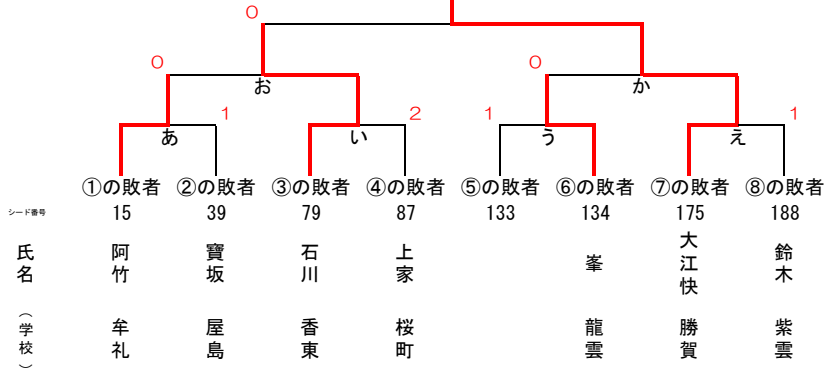 0
0 0
お か
1 2 1 1
あ い う え
①の敗者 ②の敗者 ③の敗者 ④の敗者 ⑤の敗者 ⑥の敗者 ⑦の敗者 ⑧の敗者
シード番号 15 39 79 87 133 134 175 188
氏名 阿竹 寶坂 石川 上家 峯 大江快 鈴木
（学校） 牟礼 屋島 香東 桜町 龍雲 勝賀 紫雲